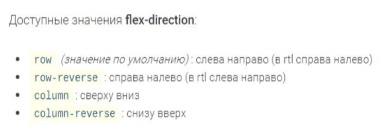 Доступные значения flex-direction:
• row (значение по умолчанию) : слева направо (в rtl справа налево)
• row-reverse : справа налево (в rtl слева направо)
• column : сверху вниз
• column-reverse : снизу вверх